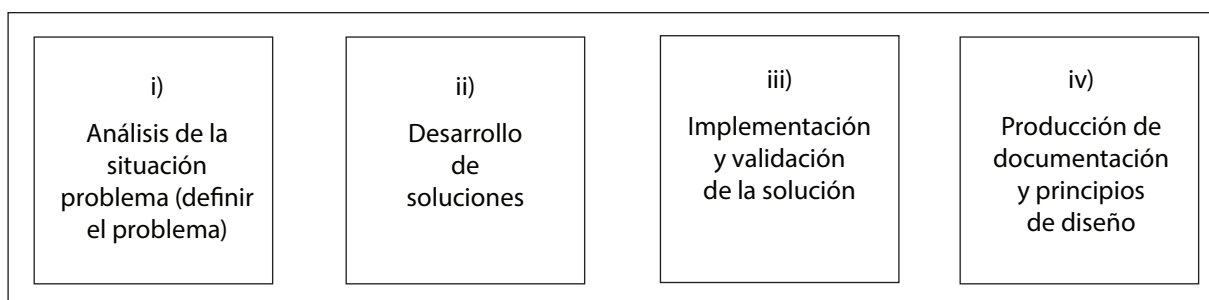 i)
Análisis de la
situación
problema (definir
el problema)
ii)
Desarrollo
de
soluciones
iii)
Implementación
y validación
de la solución
iv)
Producción de
documentación
y principios
de diseño